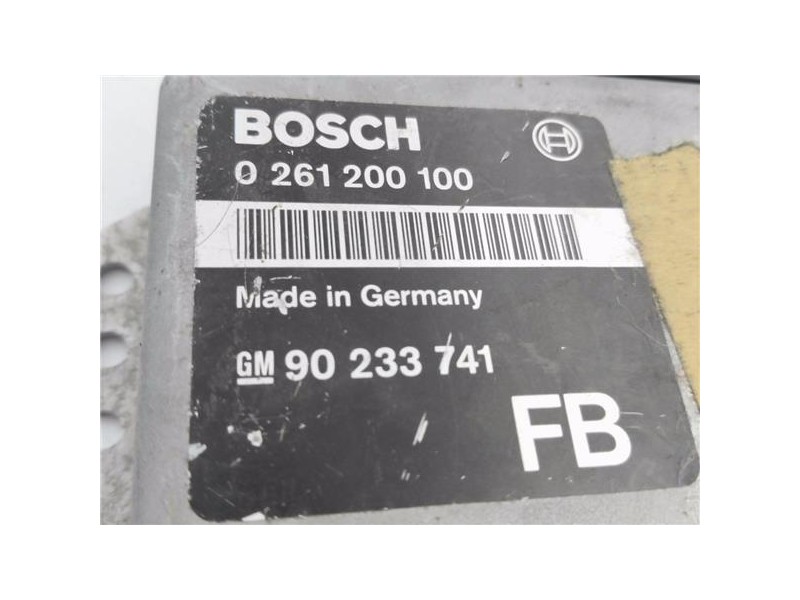 BOSCH
0 261 200 100
Made in Germany
GM 90 233 741
FB